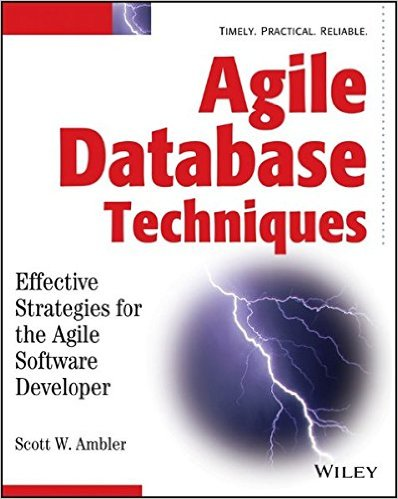 TIMELY. PRACTICAL. RELIABLE.
Agile
Database
Techniques
Effective
Strategies for
the Agile
Software
Developer
Scott W. Ambler
WILEY